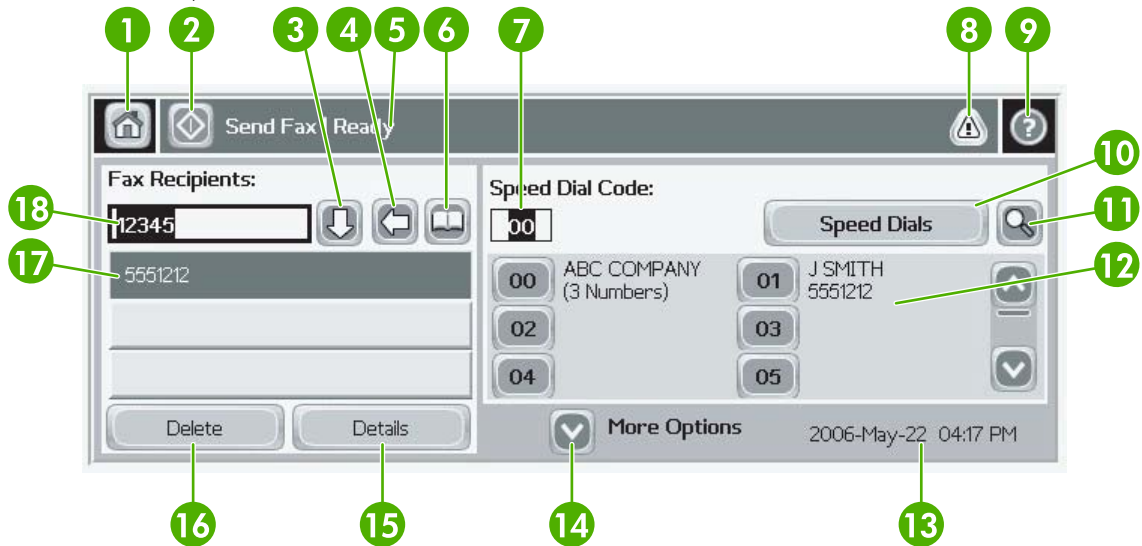 1 2 3 4 5 6 7 8 9
Send Fax | Ready
?
10
Fax Recipients:
Speed Dial Code:
18
12345
00
Speed Dials
11
17
5551212
00
ABC COMPANY
(3 Numbers)
01
J SMITH
5551212
12
02
03
04
05
Delete
Details
More Options
2006-May-22 04:17 PM
16
15
14
13